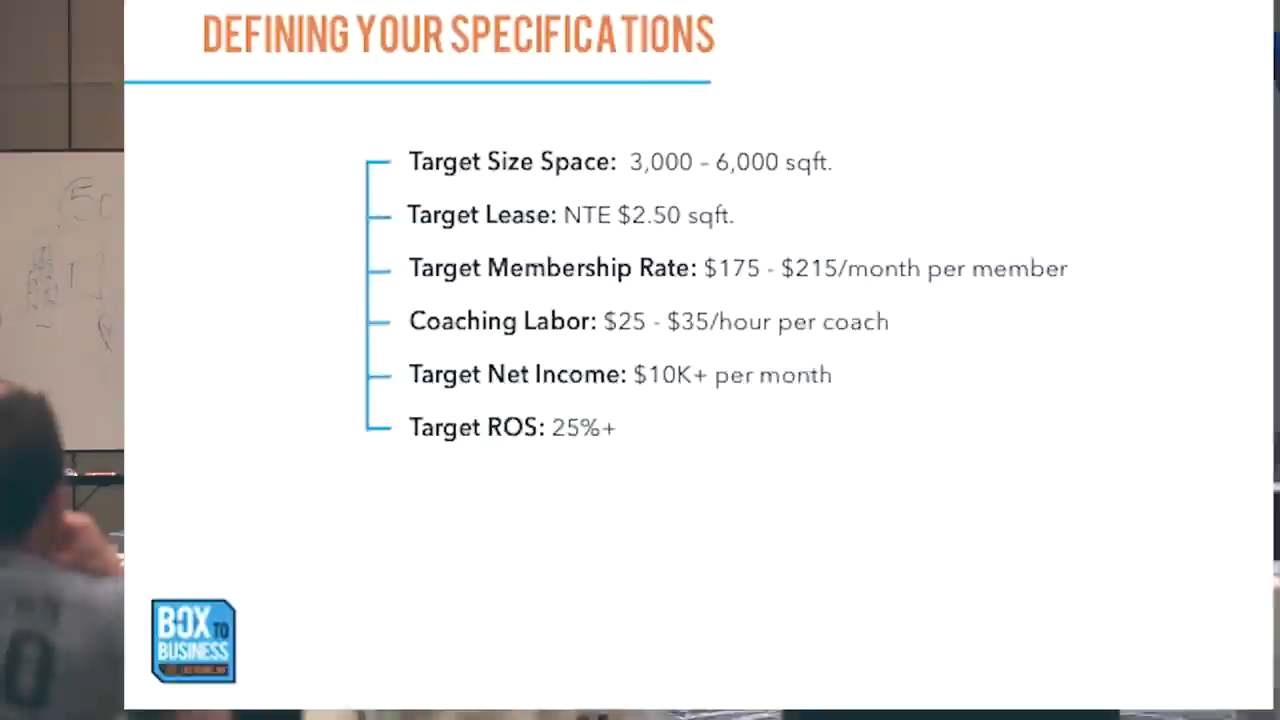 DEFINING YOUR SPECIFICATIONS
Target Size Space: 3,000 - 6,000 sqft.
Target Lease: NTE $2.50 sqft.
Target Membership Rate: $175 - $215/month per member
Coaching Labor: $25 - $35/hour per coach
Target Net Income: $10K+ per month
Target ROS: 25%+
BOX TO
BUSINESS